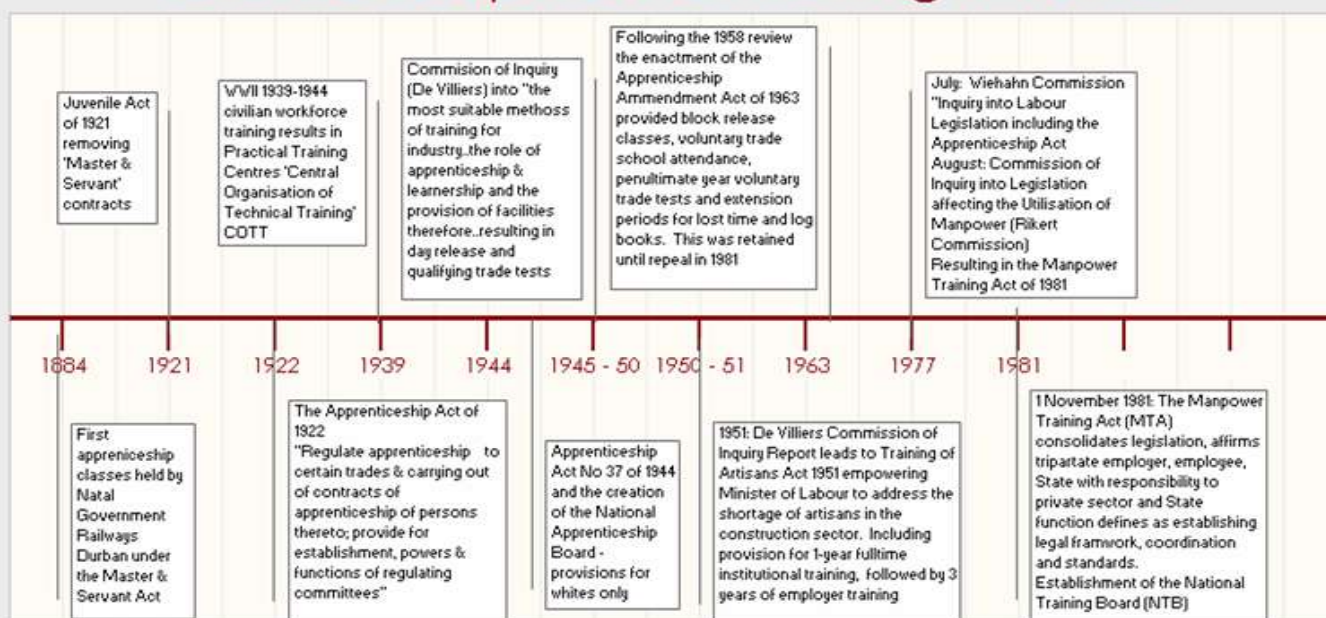 Juvenile Act
of 1921
removing
'Master &
Servant'
contracts
WWII 1939-1944
civilian workforce
training results in
Practical Training
Centres 'Central
Organisation of
Technical Training'
COTT
Commision of Inquiry
(De Villiers) into "the
most suitable methoss
of training for
industry..the role of
apprenticeship &
learnership and the
provision of facilities
therefore..resulting in
day release and
qualifying trade tests
Following the 1958 review
the enactment of the
Apprenticeship
Ammendment Act of 1963
provided block release
classes, voluntary trade
school attendance,
penultimate year voluntary
trade tests and extension
periods for lost time and log
books. This was retained
until repeal in 1981
July: Wiehahn Commission
"Inquiry into Labour
Legislation including the
Apprenticeship Act
August: Commission of
Inquiry into Legislation
affecting the Utilisation of
Manpower (Rikert
Commission)
Resulting in the Manpower
Training Act of 1981
1884 1921 1922 1939 1944 1945 - 50 1950 - 51 1963 1977 1981
First
appreniceship
classes held by
Natal
Government
Railways
Durban under
the Master &
Servant Act
The Apprenticeship Act of
1922
"Regulate apprenticeship to
certain trades & carrying out
of contracts of
apprenticeship of persons
thereto; provide for
establishment, powers &
functions of regulating
committees"
Apprenticeship
Act No 37 of 1944
and the creation
of the National
Apprenticeship
Board -
provisions for
whites only
1951: De Villiers Commission of
Inquiry Report leads to Training of
Artisans Act 1951 empowering
Minister of Labour to address the
shortage of artisans in the
construction sector. Including
provision for 1-year fulltime
institutional training, followed by 3
years of employer training
1 November 1981: The Manpower
Training Act (MTA)
consolidates legislation, affirms
tripartate employer, employee,
State with responsibility to
private sector and State
function defines as establishing
legal framwork, coordination
and standards.
Establishment of the National
Training Board (NTB)